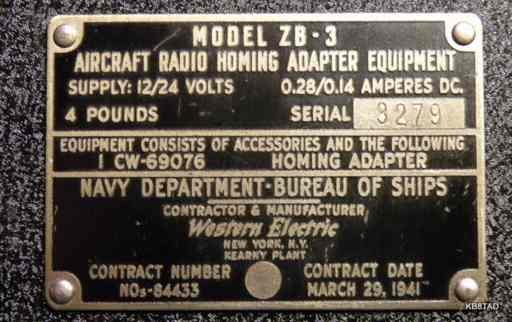 MODEL ZB-3
AIRCRAFT RADIO HOMING ADAPTER EQUIPMENT
SUPPLY: 12/24 VOLTS 0.28/0.14 AMPERES DC.
4 POUNDS SERIAL 3279
EQUIPMENT CONSISTS OF ACCESSORIES AND THE FOLLOWING
1 CW-69076 HOMING ADAPTER
NAVY DEPARTMENT-BUREAU OF SHIPS
CONTRACTOR & MANUFACTURER
Western Electric
NEW YORK, N.Y.
KEARNY PLANT
CONTRACT NUMBER CONTRACT DATE
NOs-84433 MARCH 29, 1941
KB8TAD